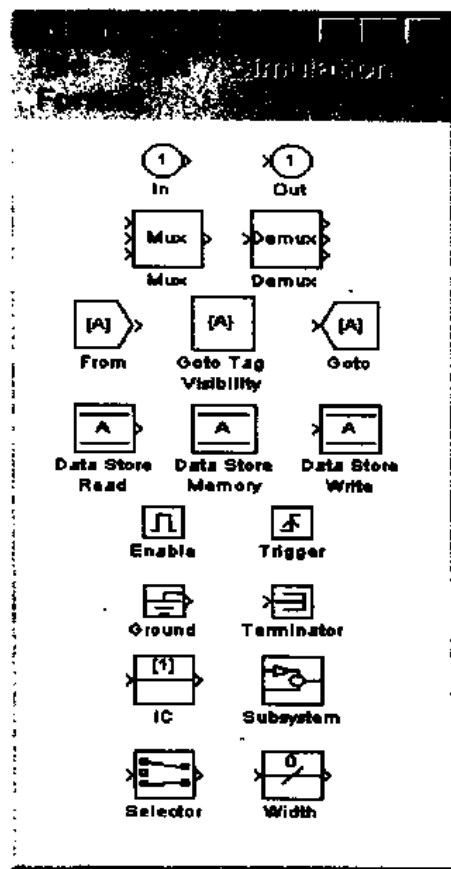 Simulation
Format
1 1
In Out
Mux Demux
Mux Demux
[A] {A} [A]
From Goto Tag Visibility Goto
A A A
Data Store Read Data Store Memory Data Store Write
Enable Trigger
Ground Terminator
[1]
IC Subsystem
0
Selector Width